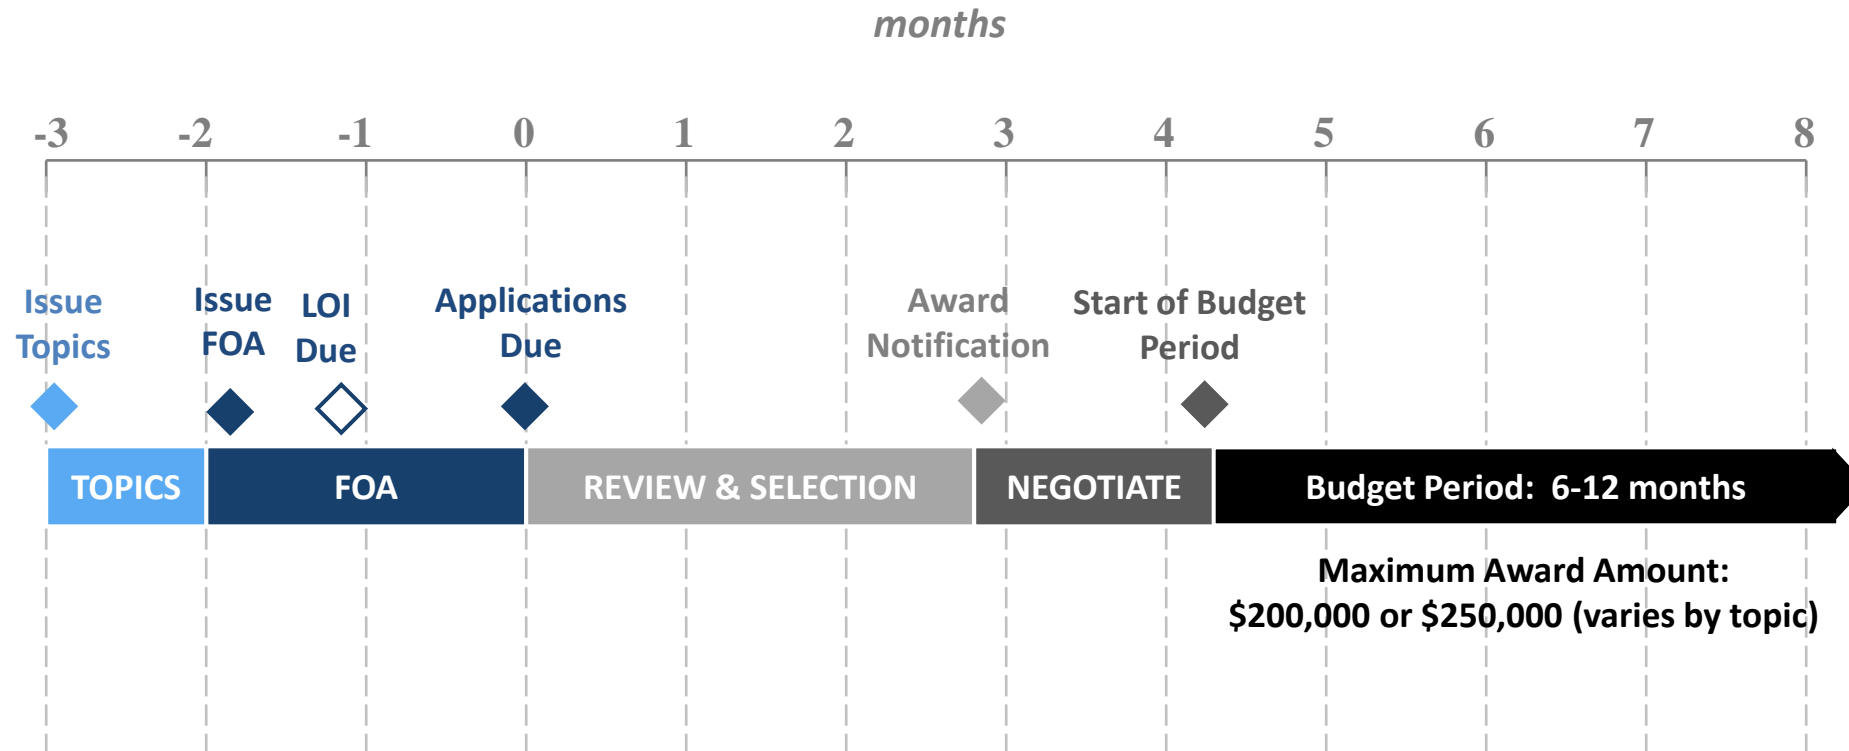 months
-3 -2 -1 0 1 2 3 4 5 6 7 8
Issue
Topics
Issue
FOA
LOI
Due
Applications
Due
Award
Notification
Start of Budget
Period
TOPICS
FOA
REVIEW & SELECTION
NEGOTIATE
Budget Period: 6-12 months
Maximum Award Amount:
$200,000 or $250,000 (varies by topic)